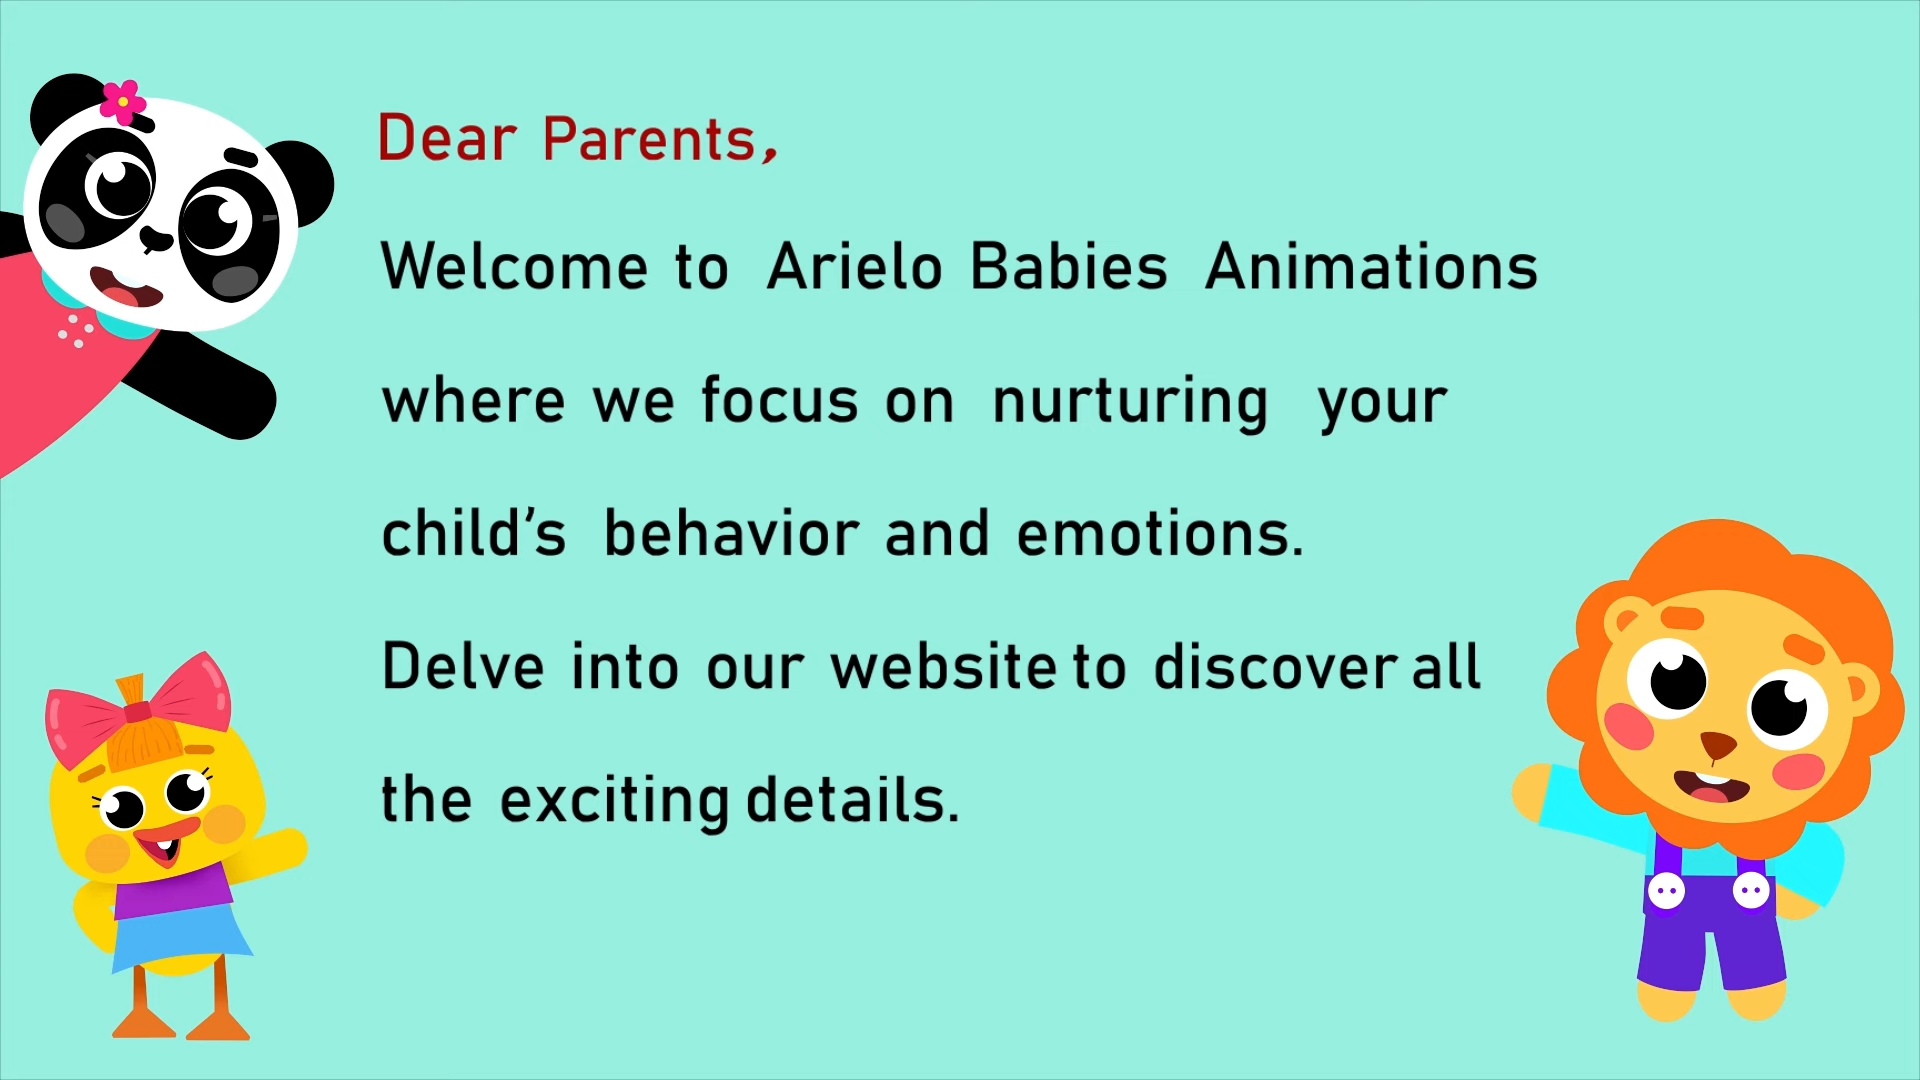 Dear Parents,
Welcome to Arielo Babies Animations
where we focus on nurturing your
child’s behavior and emotions.
Delve into our website to discover all
the exciting details.